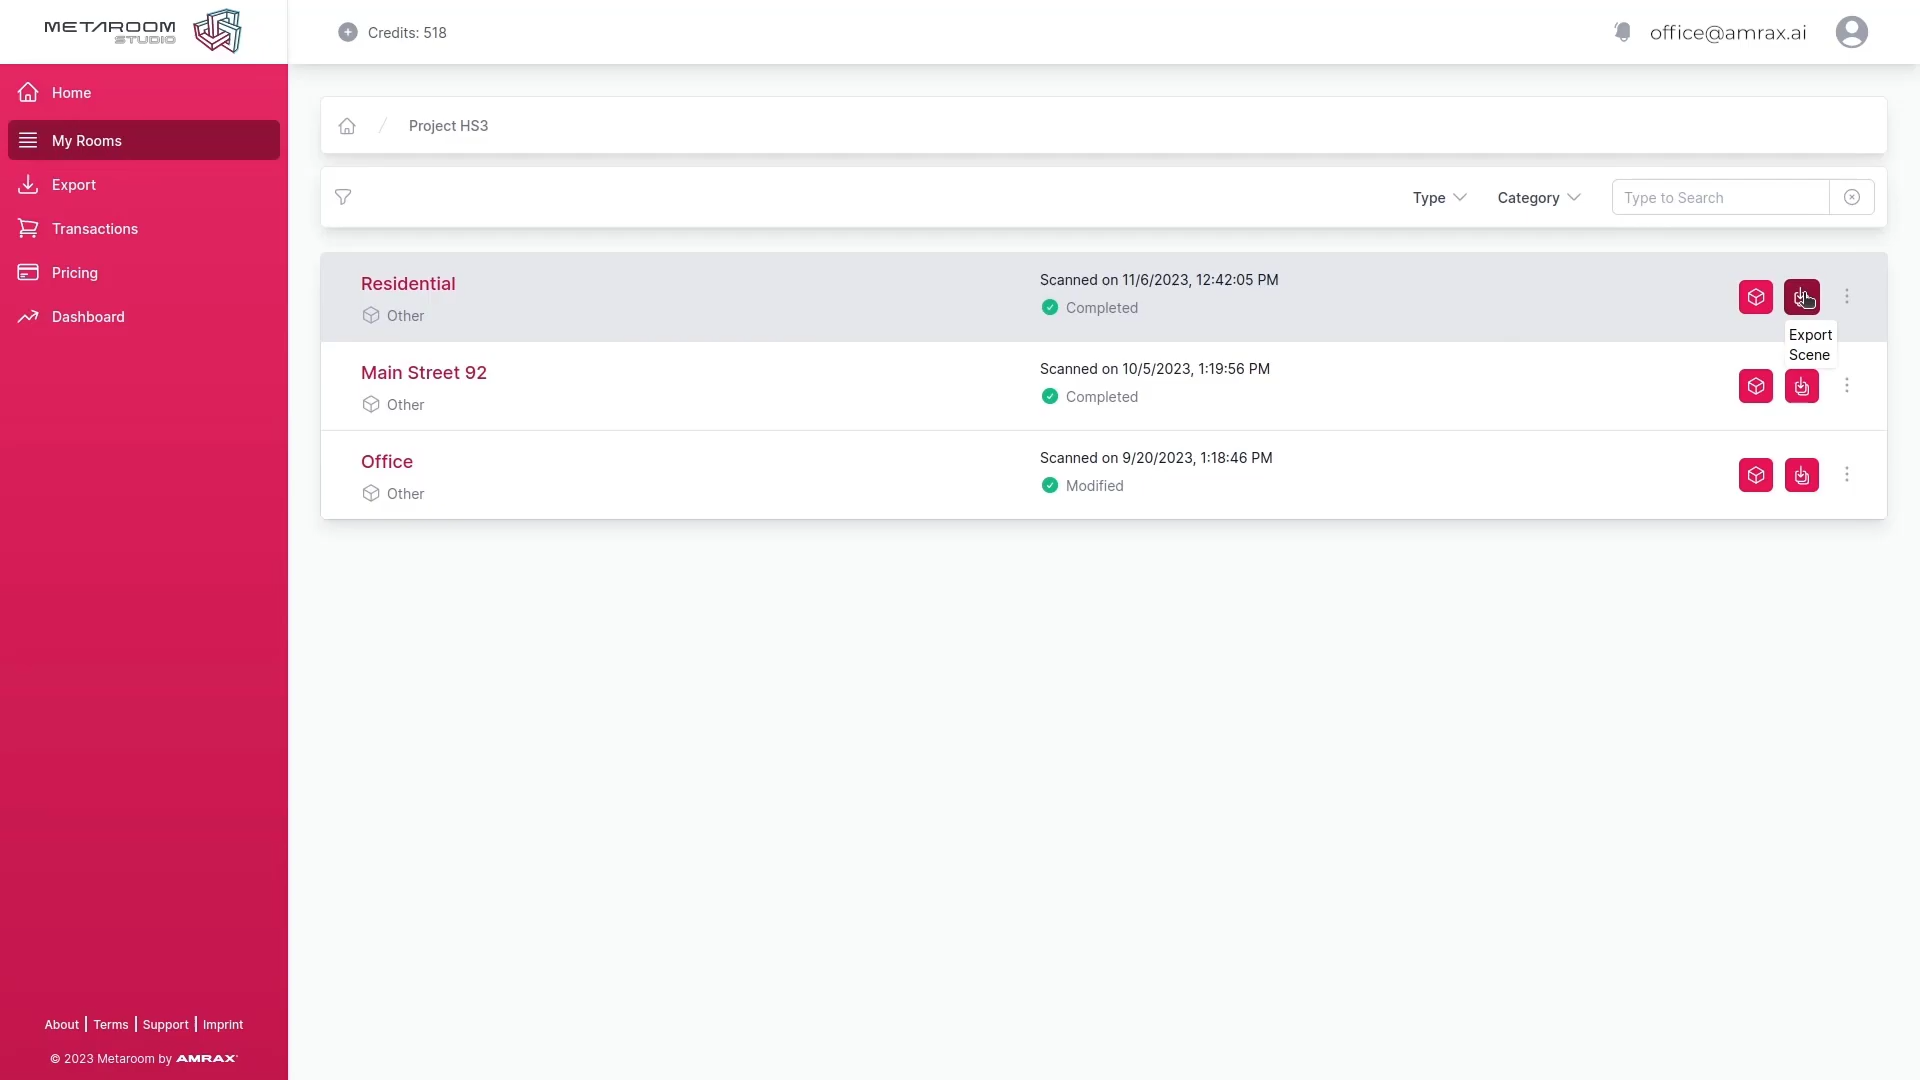 METAROOM
STUDIO
Credits: 518
office@amrax.ai
Home
My Rooms
Export
Transactions
Pricing
Dashboard
Project HS3
Type
Category
Type to Search
Residential
Other
Scanned on 11/6/2023, 12:42:05 PM
Completed
Export
Scene
Main Street 92
Other
Scanned on 10/5/2023, 1:19:56 PM
Completed
Office
Other
Scanned on 9/20/2023, 1:18:46 PM
Modified
About | Terms | Support | Imprint
© 2023 Metaroom by AMRAX